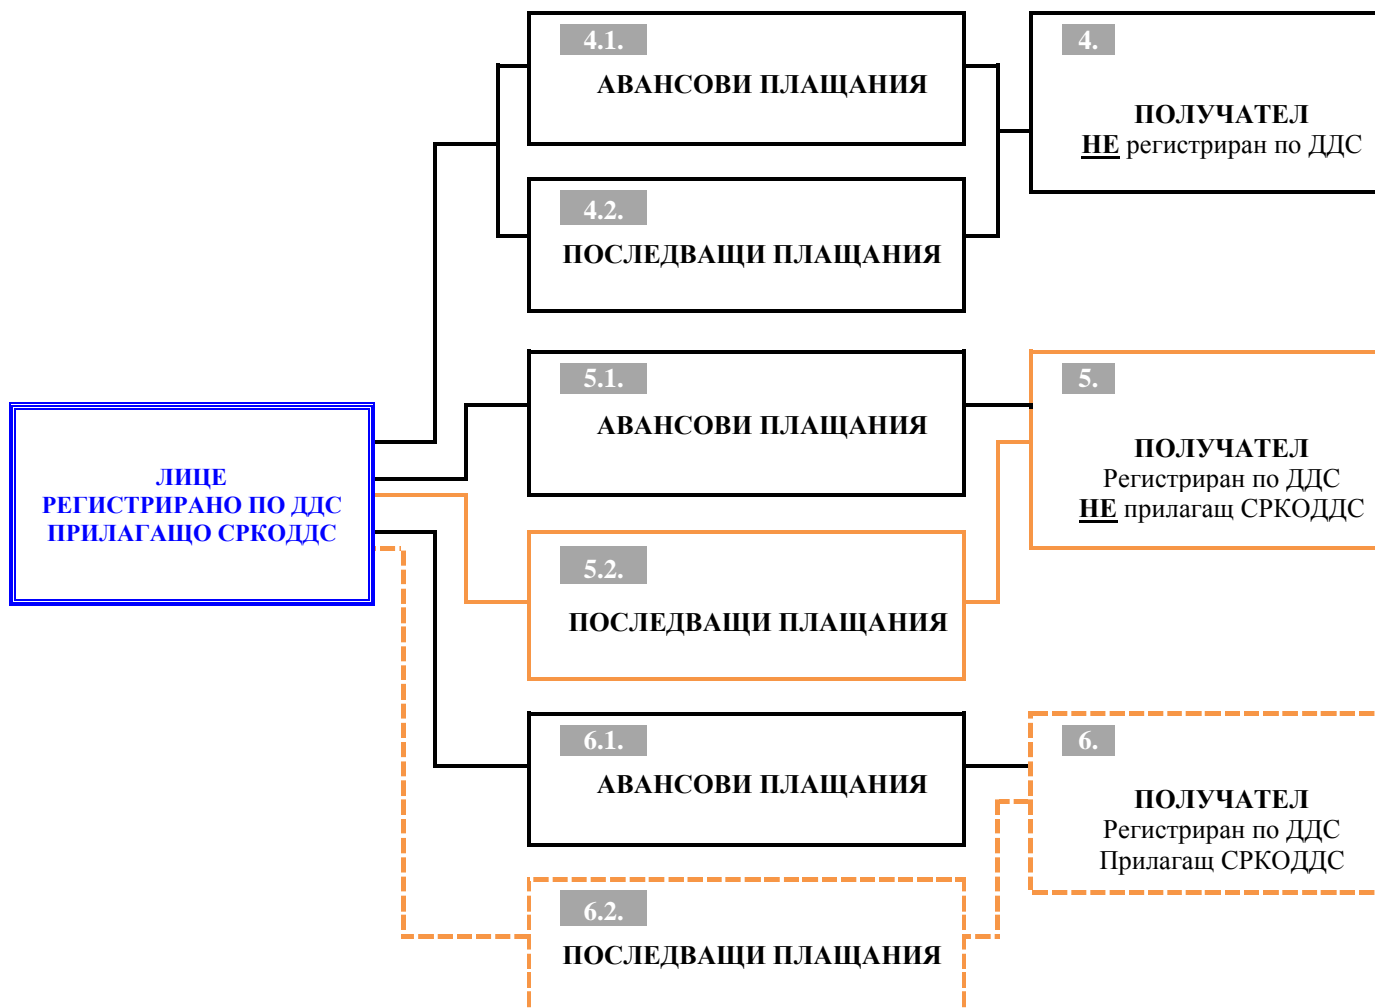 4.1.
АВАНСОВИ ПЛАЩАНИЯ
4.2.
ПОСЛЕДВАЩИ ПЛАЩАНИЯ
4.
ПОЛУЧАТЕЛ
НЕ регистриран по ДДС
ЛИЦЕ
РЕГИСТРИРАНО ПО ДДС
ПРИЛАГАЩО СРКОДДС
5.1.
АВАНСОВИ ПЛАЩАНИЯ
5.2.
ПОСЛЕДВАЩИ ПЛАЩАНИЯ
5.
ПОЛУЧАТЕЛ
Регистриран по ДДС
НЕ прилагащ СРКОДДС
6.1.
АВАНСОВИ ПЛАЩАНИЯ
6.2.
ПОСЛЕДВАЩИ ПЛАЩАНИЯ
6.
ПОЛУЧАТЕЛ
Регистриран по ДДС
Прилагащ СРКОДДС